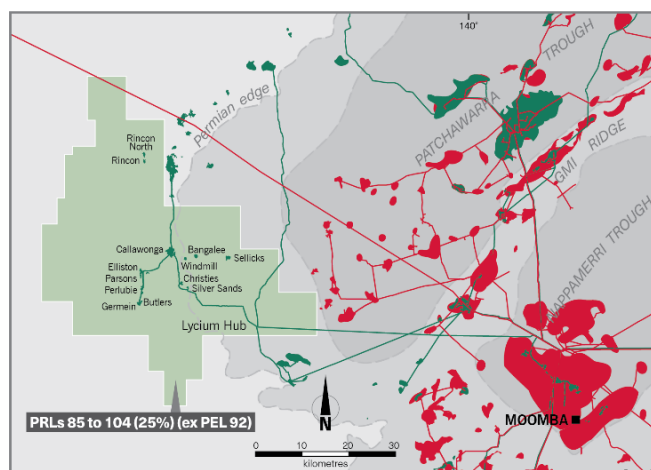 140°
TROUGH
PATCHAWARRA
Permian edge
GMI RIDGE
NAPPAMERRI TROUGH
Rincon
North
Rincon
Callawonga
Bangalee
Sellicks
Windmill
Elliston
Parsons
Perlubie
Christies
Silver Sands
Germein
Butlers
Lycium Hub
MOOMBA
PRLs 85 to 104 (25%) (ex PEL 92)
N
0 10 20 30
kilometres